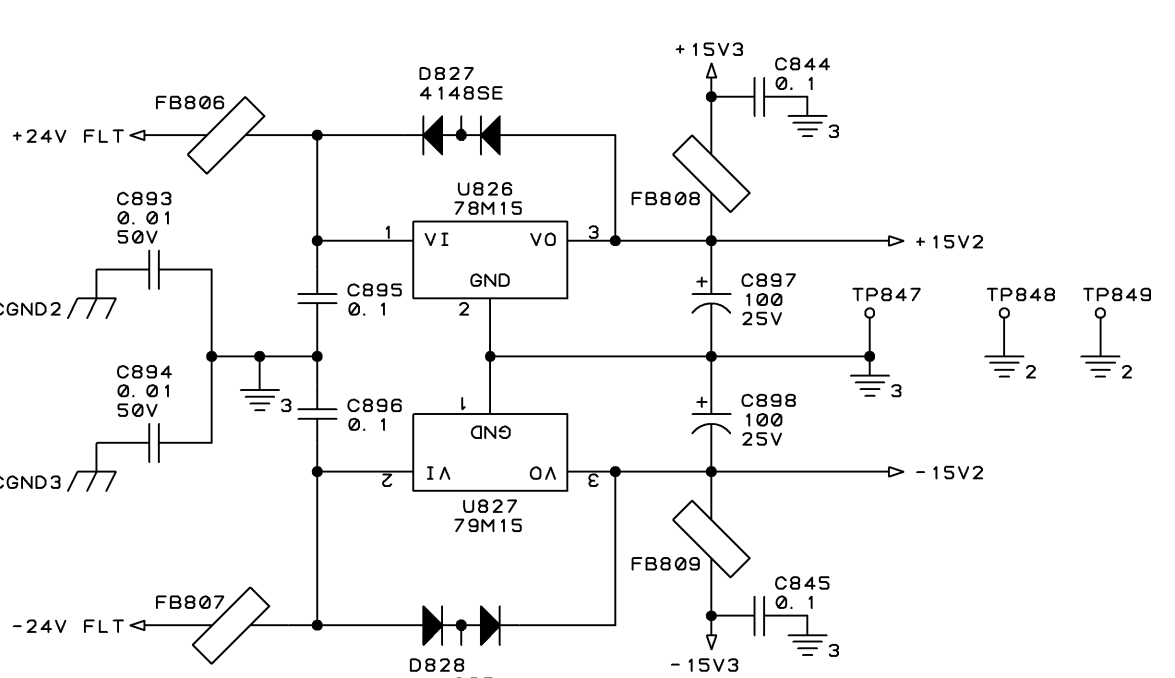 +15V3
C844
0.1
3
D827
4148SE
FB806
+24V FLT
FB808
C893
0.01
50V
U826
78M15
1
VI
VO
3
+15V2
GND
2
CGND2
C895
0.1
C897
100
25V
TP847
TP848
TP849
3
2
2
C894
0.01
50V
3
C896
0.1
1
GND
C898
100
25V
CGND3
2
VI
VO
3
-15V2
U827
79M15
FB809
FB807
C845
0.1
3
-24V FLT
D828
-15V3